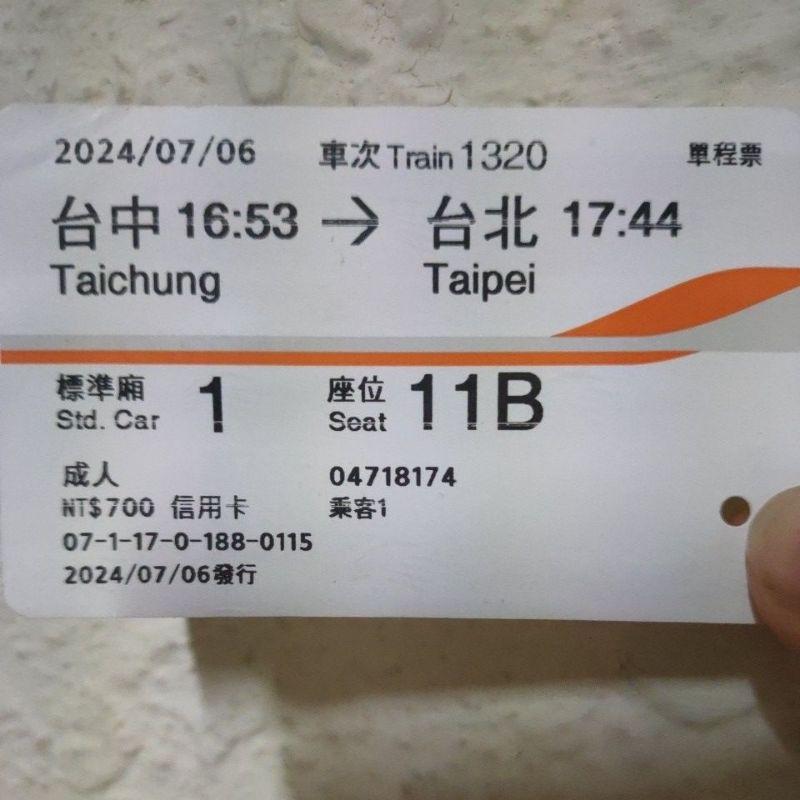 2024/07/06 車次 Train 1320 單程票
台中 16:53 → 台北 17:44
Taichung Taipei
標準廂 1 座位 11B
Std. Car Seat
成人 04718174
NT$700 信用卡 乘客1
07-1-17-0-188-0115
2024/07/06發行